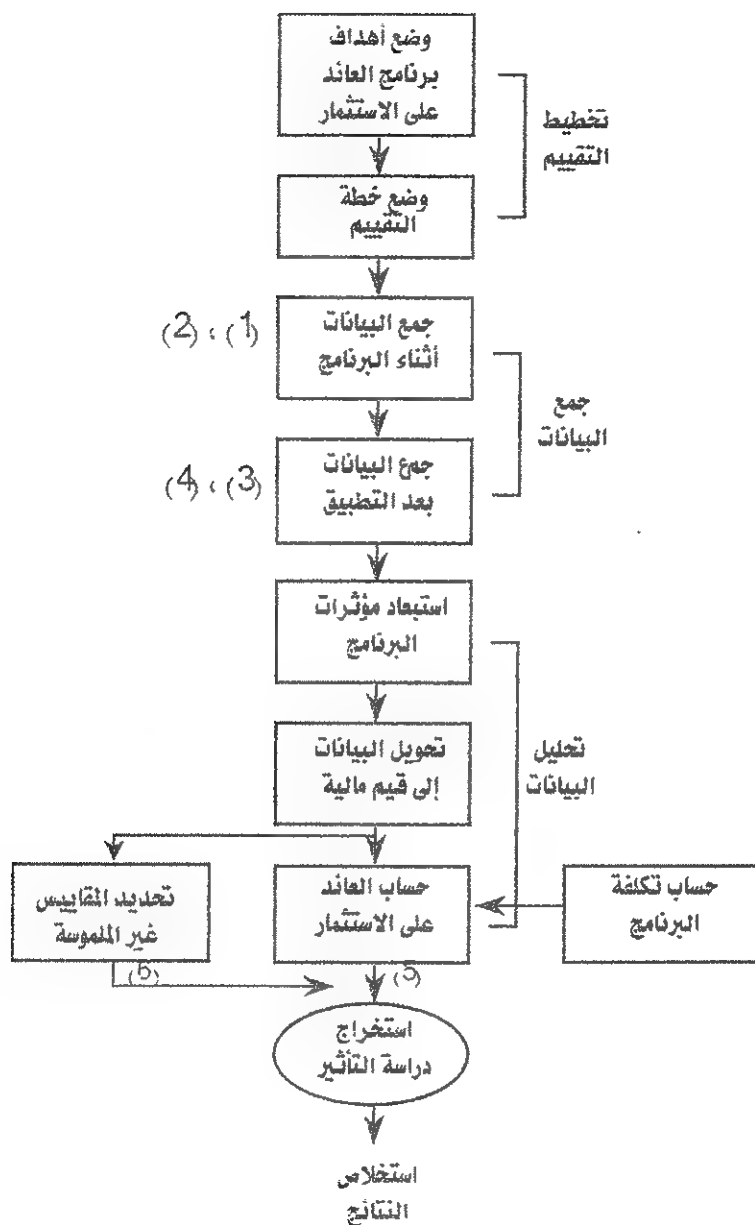 وضع أهداف
برنامج العائد
على الاستثمار
تخطيط
التقييم
وضع خطة
التقييم
(1) ، (2)
جمع البيانات
أثناء البرنامج
جمع
البيانات
(3) ، (4)
جمع البيانات
بعد التطبيق
استبعاد مؤثرات
البرنامج
تحويل البيانات
إلى قيم مالية
تحليل
البيانات
حساب تكلفة
البرنامج
حساب العائد
على الاستثمار
تحديد المقاييس
غير الملموسة
(5)
(6)
استخراج
دراسة التأثير
استخلاص
النتائج